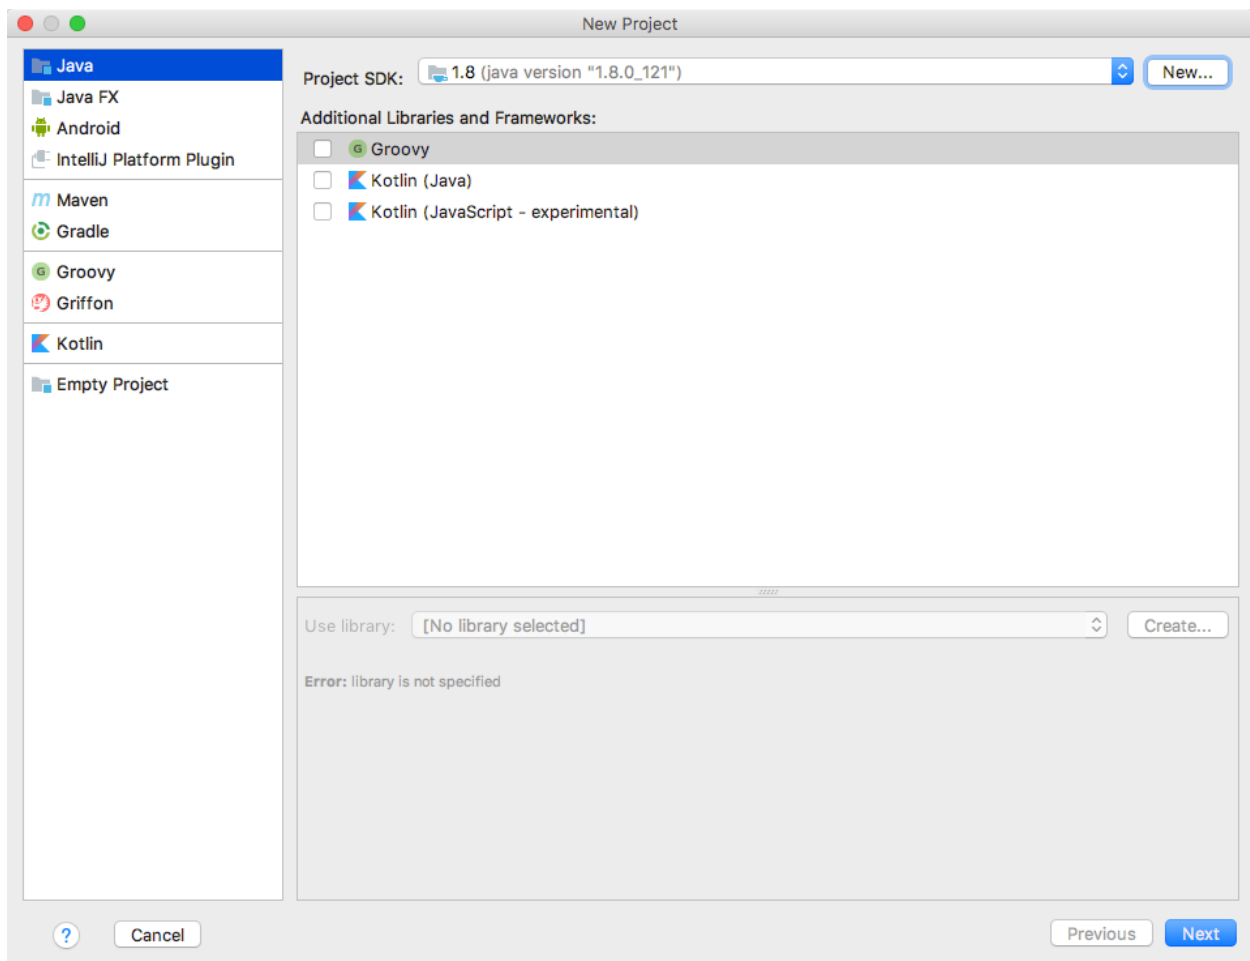 New Project
Java
Java FX
Android
IntelliJ Platform Plugin
Maven
Gradle
Groovy
Griffon
Kotlin
Empty Project
Project SDK: 1.8 (java version "1.8.0_121") New...
Additional Libraries and Frameworks:
Groovy
Kotlin (Java)
Kotlin (JavaScript - experimental)
Use library: [No library selected] Create...
Error: library is not specified
? Cancel Previous Next